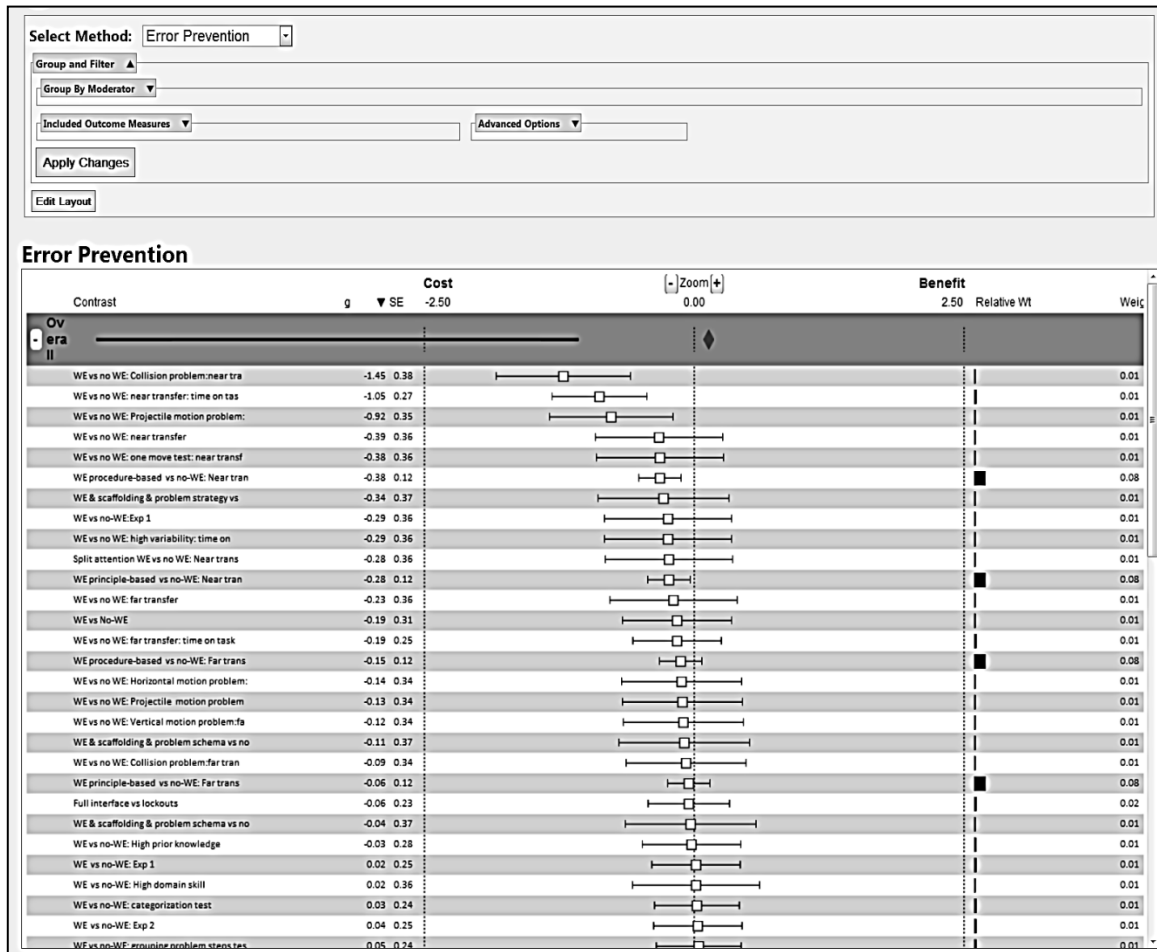 Select Method: Error Prevention
Group and Filter ▲
Group By Moderator ▼
Included Outcome Measures ▼ Advanced Options ▼
Apply Changes
Edit Layout
Error Prevention
Cost [-]Zoom[+] Benefit
Contrast g ▼ SE -2.50 0.00 2.50 Relative Wt Weig
- Ov
era
ll
WE vs no WE: Collision problem:near tra -1.45 0.38 0.01
WE vs no WE: near transfer: time on tas -1.05 0.27 0.01
WE vs no WE: Projectile motion problem: -0.92 0.35 0.01
WE vs no WE: near transfer -0.39 0.36 0.01
WE vs no WE: one move test: near transf -0.38 0.36 0.01
WE procedure-based vs no-WE: Near tran -0.38 0.12 0.08
WE & scaffolding & problem strategy vs -0.34 0.37 0.01
WE vs no-WE:Exp 1 -0.29 0.36 0.01
WE vs no WE: high variability: time on -0.29 0.36 0.01
Split attention WE vs no WE: Near trans -0.28 0.36 0.01
WE principle-based vs no-WE: Near tran -0.28 0.12 0.08
WE vs no WE: far transfer -0.23 0.36 0.01
WE vs No-WE -0.19 0.31 0.01
WE vs no WE: far transfer: time on task -0.19 0.25 0.01
WE procedure-based vs no-WE: Far trans -0.15 0.12 0.08
WE vs no WE: Horizontal motion problem: -0.14 0.34 0.01
WE vs no WE: Projectile motion problem -0.13 0.34 0.01
WE vs no WE: Vertical motion problem:fa -0.12 0.34 0.01
WE & scaffolding & problem schema vs no -0.11 0.37 0.01
WE vs no WE: Collision problem:far tran -0.09 0.34 0.01
WE principle-based vs no-WE: Far trans -0.06 0.12 0.08
Full interface vs lockouts -0.06 0.23 0.02
WE & scaffolding & problem schema vs no -0.04 0.37 0.01
WE vs no-WE: High prior knowledge -0.03 0.28 0.01
WE vs no-WE: Exp 1 0.02 0.25 0.01
WE vs no-WE: High domain skill 0.02 0.36 0.01
WE vs no-WE: categorization test 0.03 0.24 0.01
WE vs no-WE: Exp 2 0.04 0.25 0.01
WE vs no-WE: grouping problem steps tes 0.05 0.24 0.01